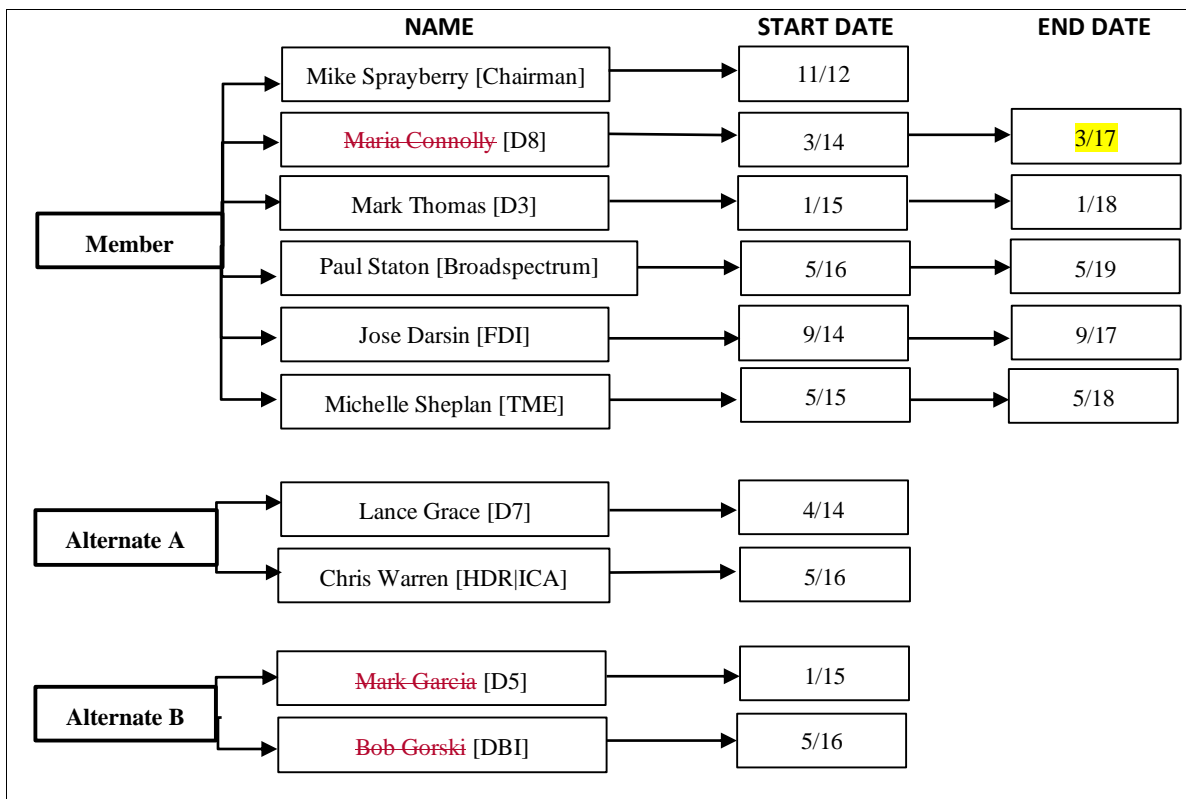 NAME START DATE END DATE
Mike Sprayberry [Chairman] 11/12
Maria Connolly [D8] 3/14 3/17
Mark Thomas [D3] 1/15 1/18
Member
Paul Staton [Broadspectrum] 5/16 5/19
Jose Darsin [FDI] 9/14 9/17
Michelle Sheplan [TME] 5/15 5/18
Lance Grace [D7] 4/14
Alternate A
Chris Warren [HDR|ICA] 5/16
Mark Garcia [D5] 1/15
Alternate B
Bob Gorski [DBI] 5/16